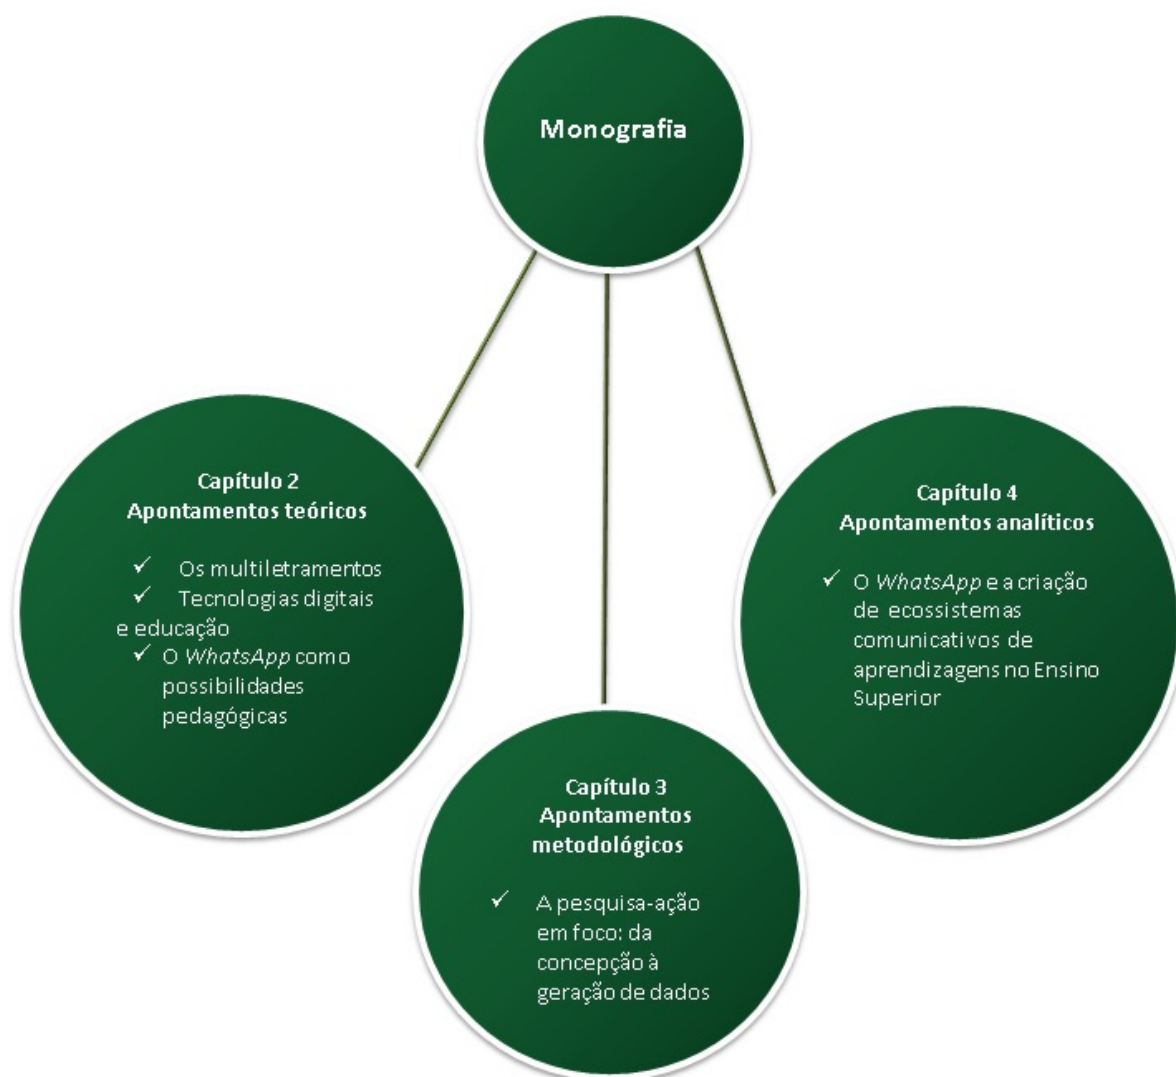 Monografia
Capítulo 2
Apontamentos teóricos
✓ Os multiletramentos
✓ Tecnologias digitais
e educação
✓ O WhatsApp como
possibilidades
pedagógicas
Capítulo 3
Apontamentos
metodológicos
✓ A pesquisa-ação
em foco: da
concepção à
geração de dados
Capítulo 4
Apontamentos analíticos
✓ O WhatsApp e a criação
de ecossistemas
comunicativos de
aprendizagens no Ensino
Superior